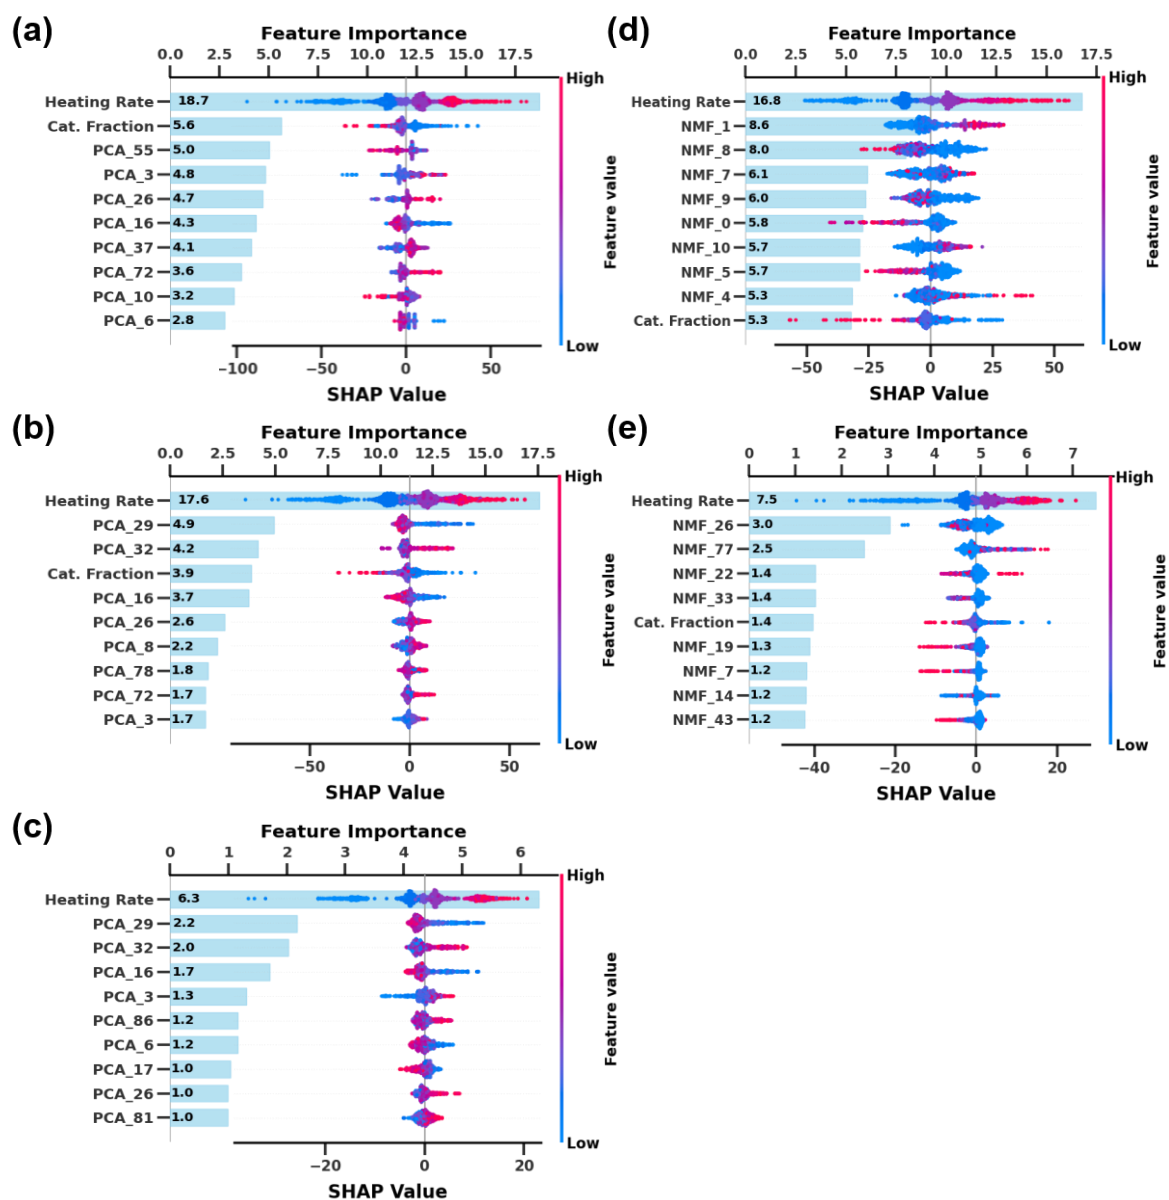 (a)
Feature Importance
0.0 2.5 5.0 7.5 10.0 12.5 15.0 17.5
High
Heating Rate 18.7
Cat. Fraction 5.6
PCA_55 5.0
PCA_3 4.8
PCA_26 4.7
PCA_16 4.3
PCA_37 4.1
PCA_72 3.6
PCA_10 3.2
PCA_6 2.8
Low
Feature value
−100 −50 0 50
SHAP Value
(d)
Feature Importance
0.0 2.5 5.0 7.5 10.0 12.5 15.0 17.5
High
Heating Rate 16.8
NMF_1 8.6
NMF_8 8.0
NMF_7 6.1
NMF_9 6.0
NMF_0 5.8
NMF_10 5.7
NMF_5 5.7
NMF_4 5.3
Cat. Fraction 5.3
Low
Feature value
−50 −25 0 25 50
SHAP Value
(b)
Feature Importance
0.0 2.5 5.0 7.5 10.0 12.5 15.0 17.5
High
Heating Rate 17.6
PCA_29 4.9
PCA_32 4.2
Cat. Fraction 3.9
PCA_16 3.7
PCA_26 2.6
PCA_8 2.2
PCA_78 1.8
PCA_72 1.7
PCA_3 1.7
Low
Feature value
−50 0 50
SHAP Value
(e)
Feature Importance
0 1 2 3 4 5 6 7
High
Heating Rate 7.5
NMF_26 3.0
NMF_77 2.5
NMF_22 1.4
NMF_33 1.4
Cat. Fraction 1.4
NMF_19 1.3
NMF_7 1.2
NMF_14 1.2
NMF_43 1.2
Low
Feature value
−40 −20 0 20
SHAP Value
(c)
Feature Importance
0 1 2 3 4 5 6
High
Heating Rate 6.3
PCA_29 2.2
PCA_32 2.0
PCA_16 1.7
PCA_3 1.3
PCA_86 1.2
PCA_6 1.2
PCA_17 1.0
PCA_26 1.0
PCA_81 1.0
Low
Feature value
−20 0 20
SHAP Value